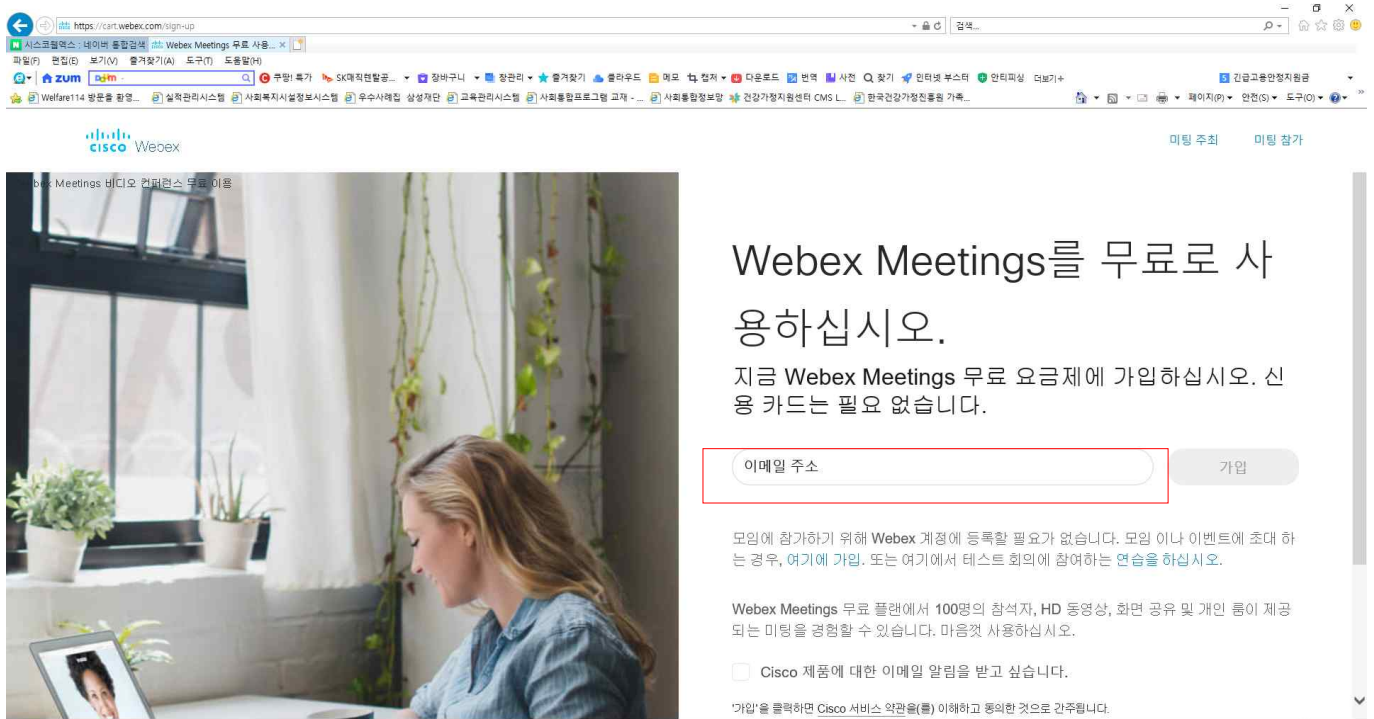 https://cart.webex.com/sign-up
검색...
시스코웹엑스 : 네이버 통합검색
Webex Meetings 무료 사용...
파일(F) 편집(E) 보기(V) 즐겨찾기(A) 도구(T) 도움말(H)
ZUM
쿠팡! 특가 SK매직렌탈공... 장바구니 창관리 즐겨찾기 클라우드 메모 캡처 다운로드 번역 사전 찾기 인터넷 부스터 안티피싱 더보기+ 긴급고용안정지원금
Welfare114 방문을 환영... 실적관리시스템 사회복지시설정보시스템 우수사례집 삼성재단 교육관리시스템 사회통합프로그램 교재 - ... 사회통합정보망 건강가정지원센터 CMS L... 한국건강가정진흥원 가족... 페이지(P) 안전(S) 도구(O)
CISCO Webex
미팅 주최 미팅 참가
ebex Meetings 비디오 컨퍼런스 무료 이용
Webex Meetings를 무료로 사
용하십시오.
지금 Webex Meetings 무료 요금제에 가입하십시오. 신
용 카드는 필요 없습니다.
이메일 주소
가입
모임에 참가하기 위해 Webex 계정에 등록할 필요가 없습니다. 모임 이나 이벤트에 초대 하
는 경우, 여기에 가입. 또는 여기에서 테스트 회의에 참여하는 연습을 하십시오.
Webex Meetings 무료 플랜에서 100명의 참석자, HD 동영상, 화면 공유 및 개인 룸이 제공
되는 미팅을 경험할 수 있습니다. 마음껏 사용하십시오.
Cisco 제품에 대한 이메일 알림을 받고 싶습니다.
'가입'을 클릭하면 Cisco 서비스 약관을(를) 이해하고 동의한 것으로 간주됩니다.